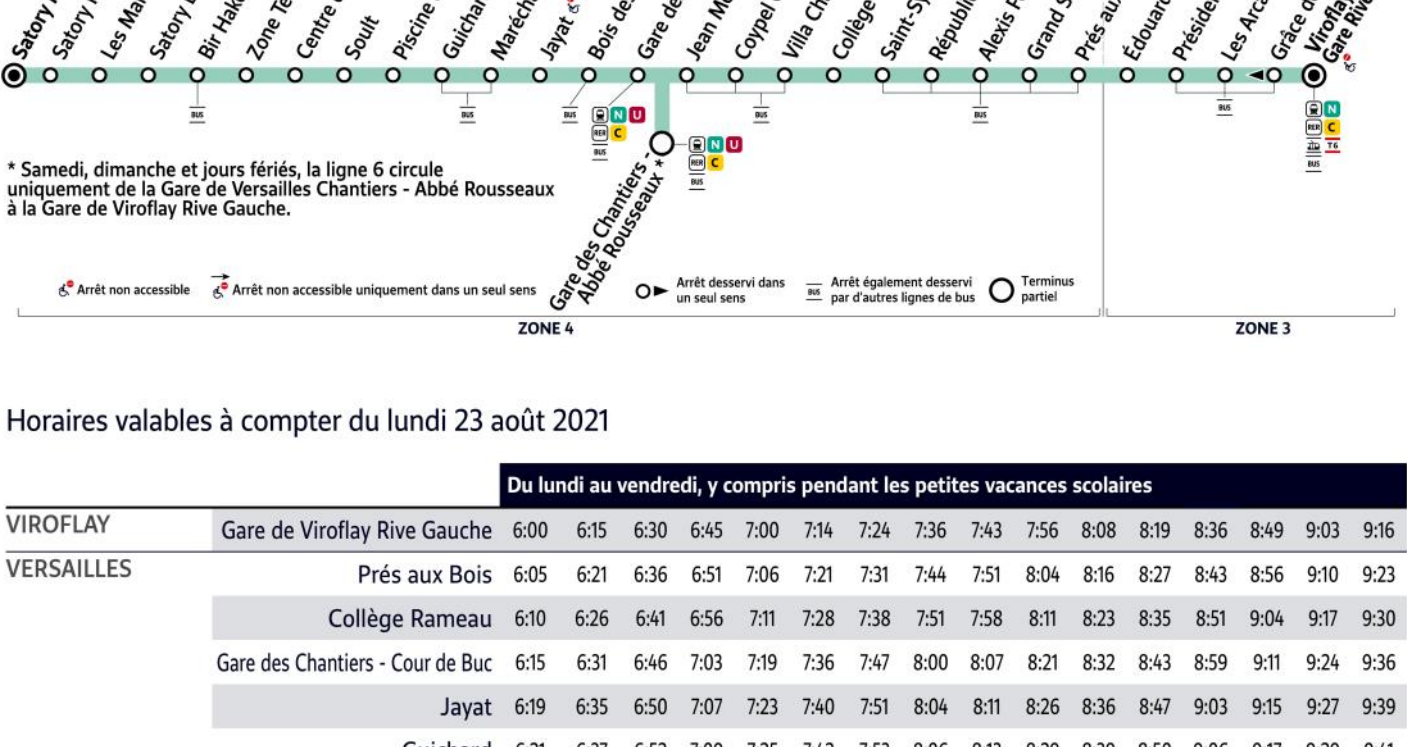 Satory
Satory
Les Mar
Satory
Bir Hak
Zone Te
Centre
Soult
Piscine
Guichar
Maréch
Jayat
Bois des
Gare de
Jean M
Coypel
Villa Ch
Collège
Saint-Sy
Républi
Alexis F
Grand S
Prés au
Édouar
Présiden
Les Arca
Grâce d
Viroflay
Gare Rive
BUS
BUS
BUS
N U
RER C
BUS
BUS
BUS
BUS
N
RER C
T6
BUS
N U
RER C
BUS
Gare des Chantiers -
Abbé Rousseaux *
* Samedi, dimanche et jours fériés, la ligne 6 circule
uniquement de la Gare de Versailles Chantiers - Abbé Rousseaux
à la Gare de Viroflay Rive Gauche.
Arrêt non accessible
Arrêt non accessible uniquement dans un seul sens
Arrêt desservi dans
un seul sens
BUS
Arrêt également desservi
par d'autres lignes de bus
Terminus
partiel
ZONE 4
ZONE 3
Horaires valables à compter du lundi 23 août 2021
Du lundi au vendredi, y compris pendant les petites vacances scolaires
VIROFLAY Gare de Viroflay Rive Gauche 6:00 6:15 6:30 6:45 7:00 7:14 7:24 7:36 7:43 7:56 8:08 8:19 8:36 8:49 9:03 9:16
VERSAILLES Prés aux Bois 6:05 6:21 6:36 6:51 7:06 7:21 7:31 7:44 7:51 8:04 8:16 8:27 8:43 8:56 9:10 9:23
Collège Rameau 6:10 6:26 6:41 6:56 7:11 7:28 7:38 7:51 7:58 8:11 8:23 8:35 8:51 9:04 9:17 9:30
Gare des Chantiers - Cour de Buc 6:15 6:31 6:46 7:03 7:19 7:36 7:47 8:00 8:07 8:21 8:32 8:43 8:59 9:11 9:24 9:36
Jayat 6:19 6:35 6:50 7:07 7:23 7:40 7:51 8:04 8:11 8:26 8:36 8:47 9:03 9:15 9:27 9:39